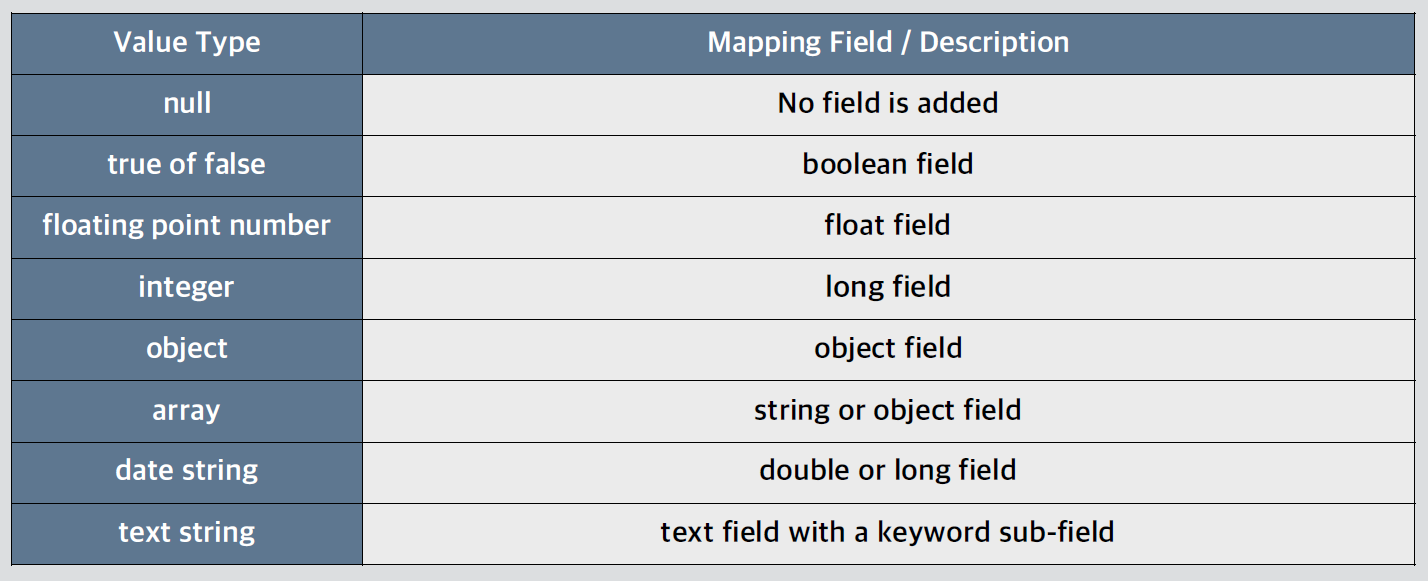 Value Type Mapping Field / Description
null No field is added
true of false boolean field
floating point number float field
integer long field
object object field
array string or object field
date string double or long field
text string text field with a keyword sub-field